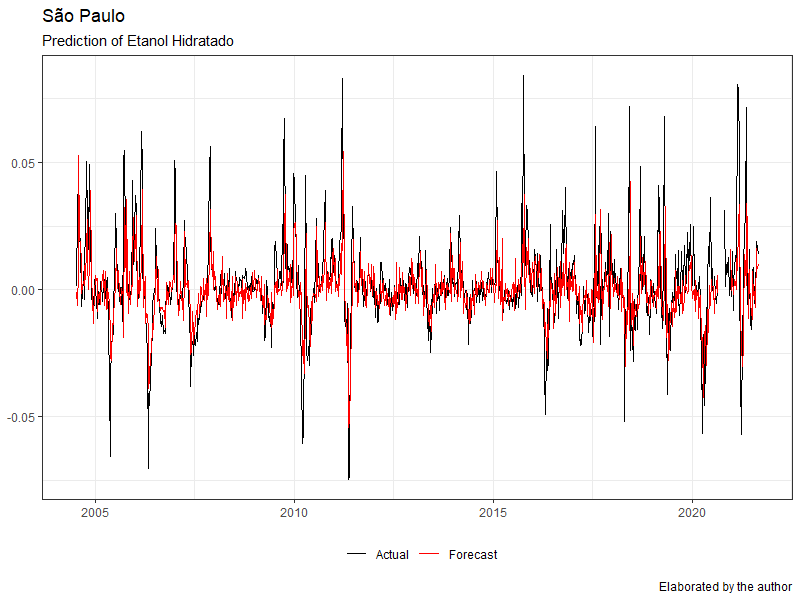 São Paulo
Prediction of Etanol Hidratado
0.05
0.00
-0.05
2005 2010 2015 2020
Actual Forecast
Elaborated by the author